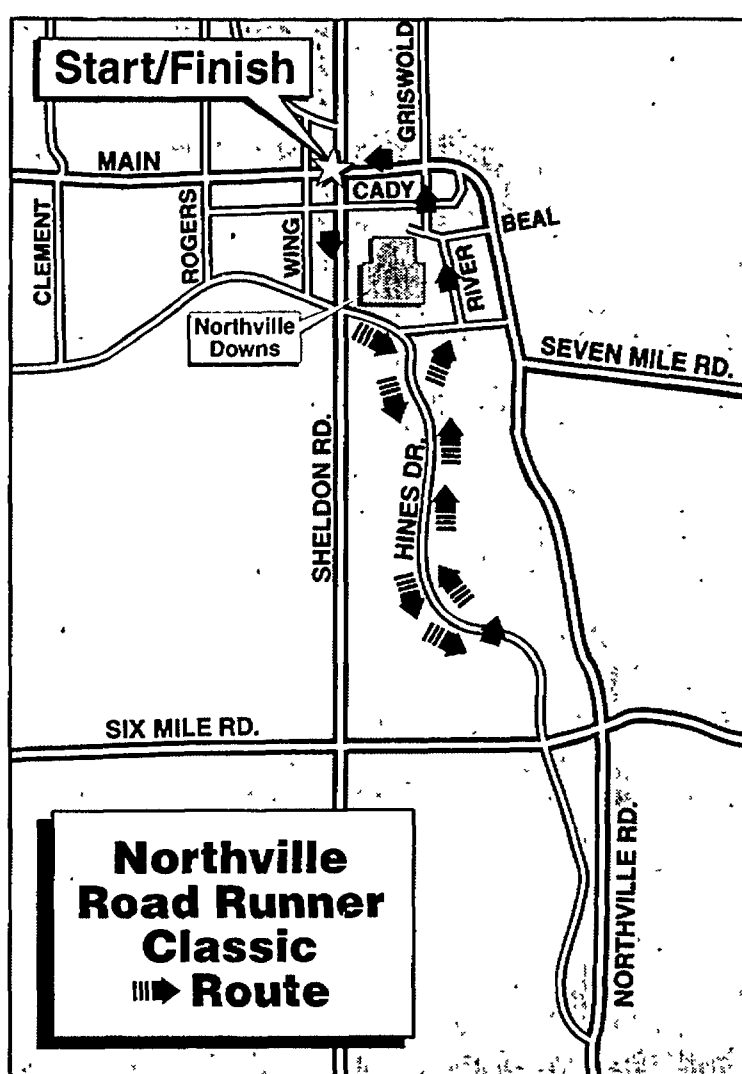 Start/Finish
GRISWOLD
MAIN
CADY
CLEMENT
ROGERS
WING
BEAL
RIVER
Northville
Downs
SEVEN MILE RD.
SHELDON RD.
HINES DR.
SIX MILE RD.
NORTHVILLE RD.
Northville
Road Runner
Classic
Route